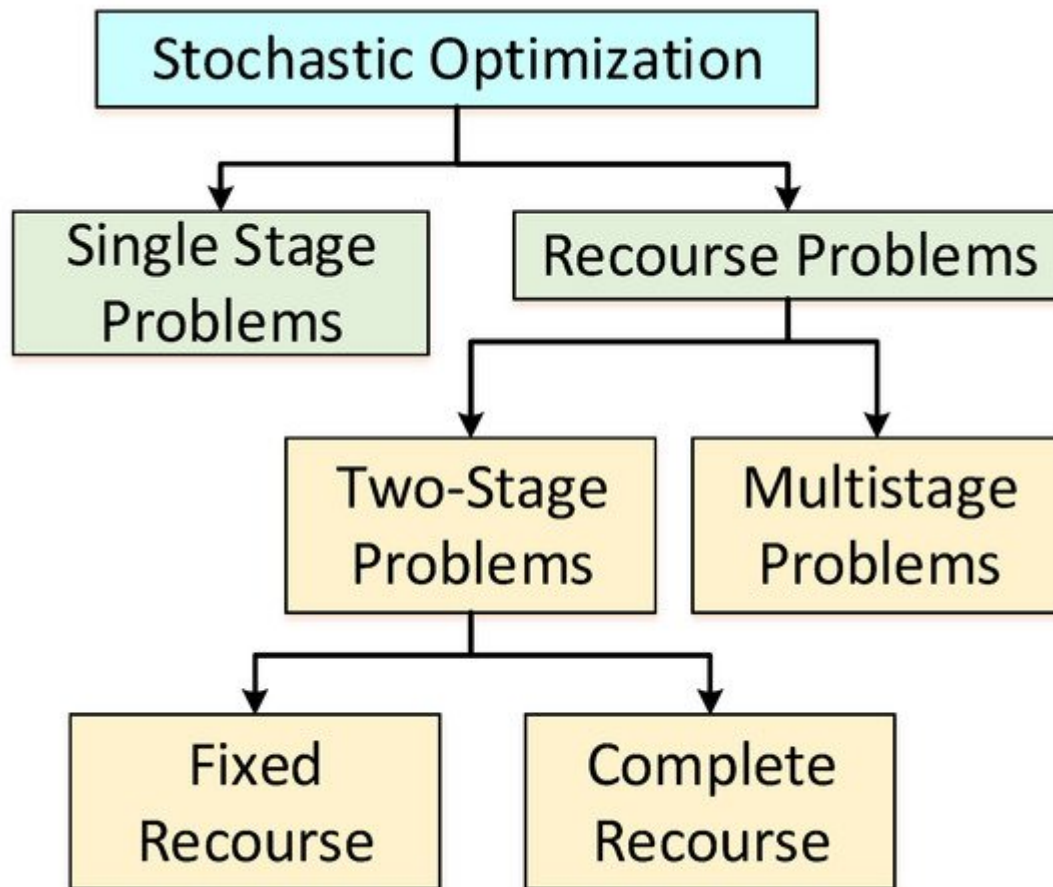 Stochastic Optimization
Single Stage
Problems
Recourse Problems
Two-Stage
Problems
Multistage
Problems
Fixed
Recourse
Complete
Recourse